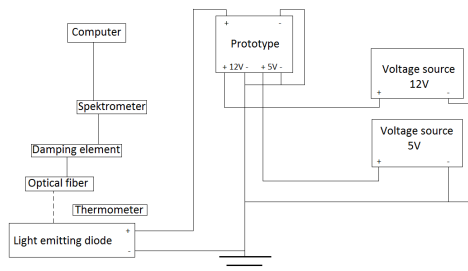 Computer
+ -
Prototype
+ 12V - + 5V -
Voltage source
12V
+ -
Spektrometer
Voltage source
5V
+ -
Damping element
Optical fiber
Thermometer
Light emitting diode
+
-